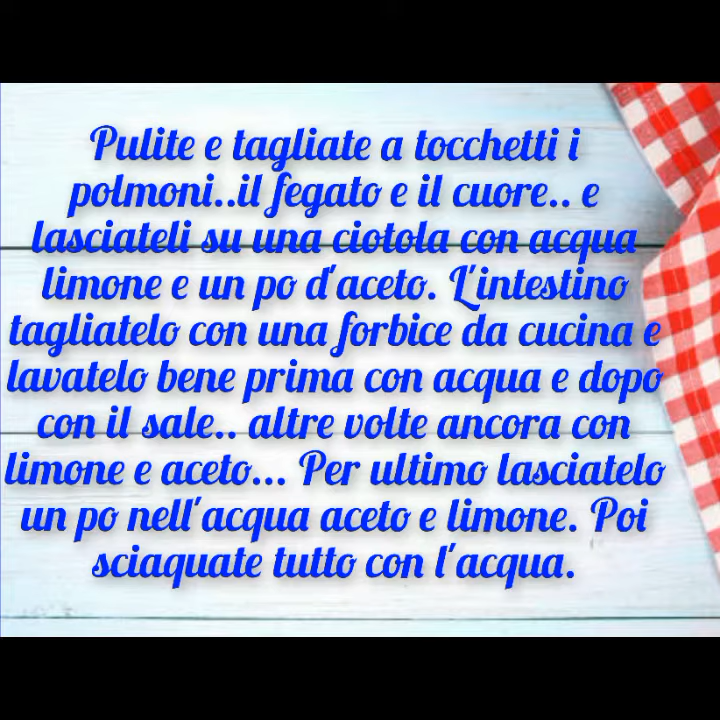 Pulite e tagliate a tocchetti i
polmoni..il fegato e il cuore.. e
lasciateli su una ciotola con acqua
limone e un po d'aceto. L'intestino
tagliatelo con una forbice da cucina e
lavatelo bene prima con acqua e dopo
con il sale.. altre volte ancora con
limone e aceto... Per ultimo lasciatelo
un po nell'acqua aceto e limone. Poi
sciaquate tutto con l'acqua.